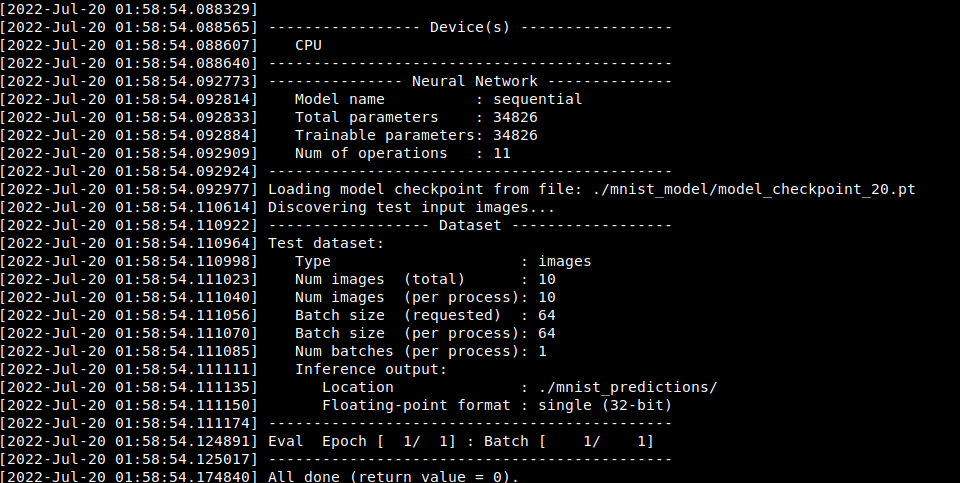 [2022-Jul-20 01:58:54.088329]
[2022-Jul-20 01:58:54.088565] ----------------- Device(s) -----------------
[2022-Jul-20 01:58:54.088607]    CPU
[2022-Jul-20 01:58:54.088640] ---------------------------------------------
[2022-Jul-20 01:58:54.092773] --------------- Neural Network --------------
[2022-Jul-20 01:58:54.092814]    Model name          : sequential
[2022-Jul-20 01:58:54.092833]    Total parameters    : 34826
[2022-Jul-20 01:58:54.092884]    Trainable parameters: 34826
[2022-Jul-20 01:58:54.092909]    Num of operations   : 11
[2022-Jul-20 01:58:54.092924] ---------------------------------------------
[2022-Jul-20 01:58:54.092977] Loading model checkpoint from file: ./mnist_model/model_checkpoint_20.pt
[2022-Jul-20 01:58:54.110614] Discovering test input images...
[2022-Jul-20 01:58:54.110922] ------------------ Dataset ------------------
[2022-Jul-20 01:58:54.110964] Test dataset:
[2022-Jul-20 01:58:54.110998]    Type                     : images
[2022-Jul-20 01:58:54.111023]    Num images  (total)      : 10
[2022-Jul-20 01:58:54.111040]    Num images  (per process): 10
[2022-Jul-20 01:58:54.111056]    Batch size  (requested)  : 64
[2022-Jul-20 01:58:54.111070]    Batch size  (per process): 64
[2022-Jul-20 01:58:54.111085]    Num batches (per process): 1
[2022-Jul-20 01:58:54.111111]    Inference output:
[2022-Jul-20 01:58:54.111135]       Location              : ./mnist_predictions/
[2022-Jul-20 01:58:54.111150]       Floating-point format : single (32-bit)
[2022-Jul-20 01:58:54.111174] ---------------------------------------------
[2022-Jul-20 01:58:54.124891] Eval  Epoch [  1/  1] : Batch [    1/    1]
[2022-Jul-20 01:58:54.125017] ---------------------------------------------
[2022-Jul-20 01:58:54.174840] All done (return value = 0).